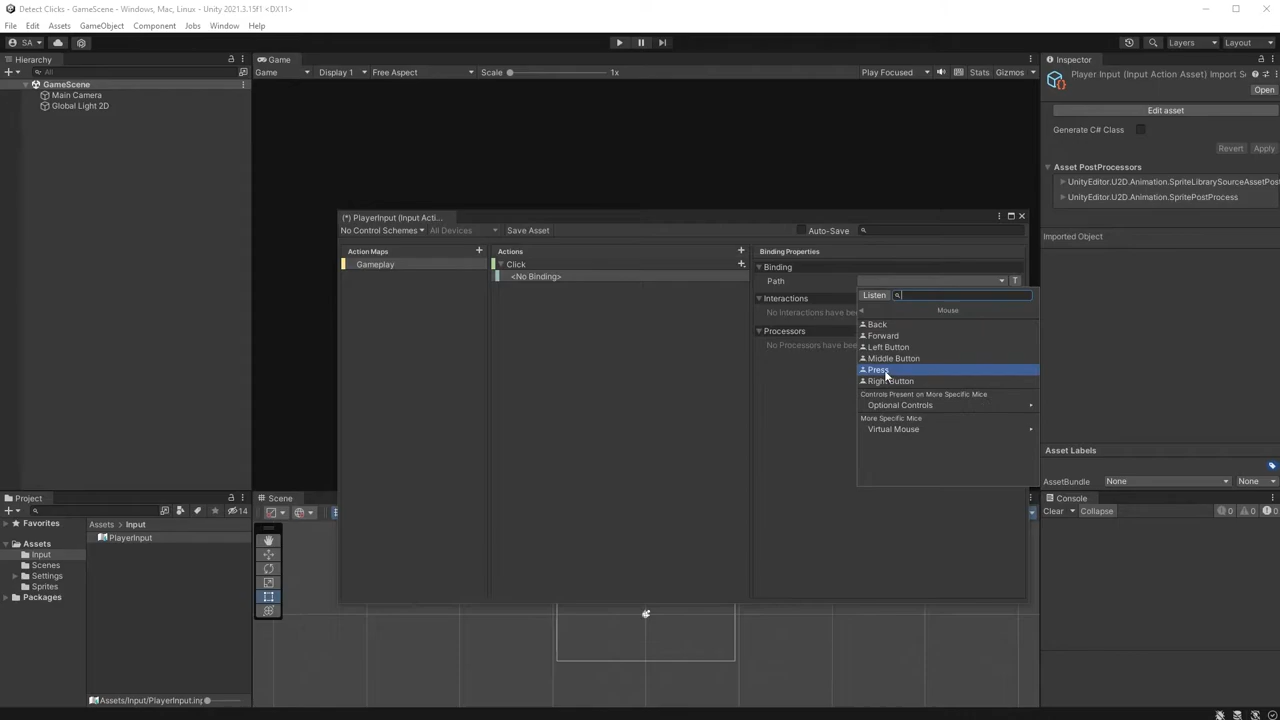 Detect Clicks - GameScene - Windows, Mac, Linux - Unity 2021.3.15f1 <DX11>
File Edit Assets GameObject Component Jobs Window Help
SA Layers Layout
Hierarchy
All
GameScene
Main Camera
Global Light 2D
Game
Game Display 1 Free Aspect Scale 1x Play Focused Stats Gizmos
(*) PlayerInput (Input Acti...
No Control Schemes All Devices Save Asset Auto-Save
Action Maps
Gameplay
Actions
Click
<No Binding>
Binding Properties
Binding
Path T
Interactions
No Interactions have bee
Processors
No Processors have been
Listen
Mouse
Back
Forward
Left Button
Middle Button
Press
Right Button
Controls Present on More Specific Mice
Optional Controls
More Specific Mice
Virtual Mouse
Inspector
Player Input (Input Action Asset) Import S
Open
Edit asset
Generate C# Class
Revert Apply
Asset PostProcessors
UnityEditor.U2D.Animation.SpriteLibrarySourceAssetPost
UnityEditor.U2D.Animation.SpritePostProcess
Imported Object
Asset Labels
AssetBundle None None
Project
14
Favorites
Assets
Input
Scenes
Settings
Sprites
Packages
Assets Input
PlayerInput
Assets/Input/PlayerInput.inp
Scene
Console
Clear Collapse 0 0 0